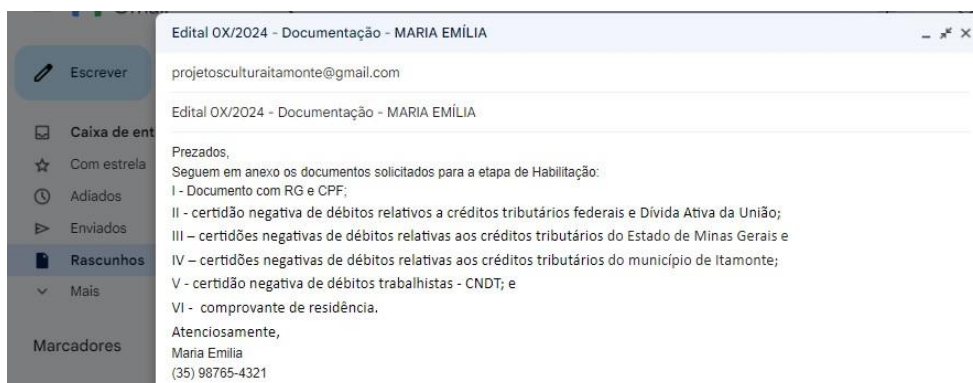 Edital 0X/2024 - Documentação - MARIA EMÍLIA
Escrever
projetosculturaitamonte@gmail.com
Edital 0X/2024 - Documentação - MARIA EMÍLIA
Caixa de ent
Com estrela
Adiados
Enviados
Rascunhos
Mais
Marcadores
Prezados,
Seguem em anexo os documentos solicitados para a etapa de Habilitação:
I - Documento com RG e CPF;
II - certidão negativa de débitos relativos a créditos tributários federais e Dívida Ativa da União;
III – certidões negativas de débitos relativas aos créditos tributários do Estado de Minas Gerais e
IV – certidões negativas de débitos relativas aos créditos tributários do município de Itamonte;
V - certidão negativa de débitos trabalhistas - CNDT; e
VI - comprovante de residência.
Atenciosamente,
Maria Emilia
(35) 98765-4321